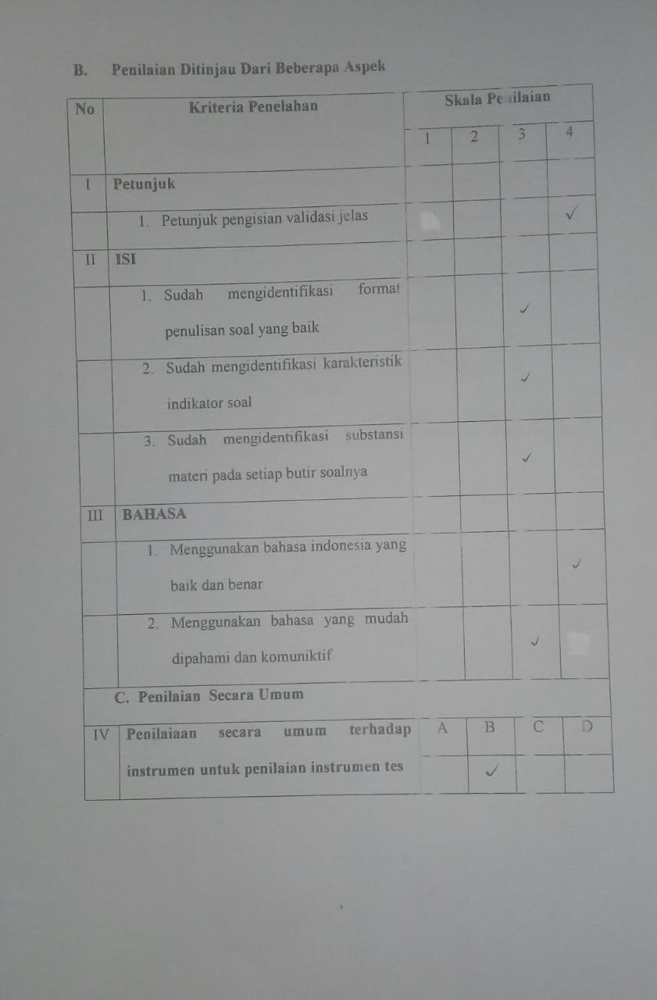 B. Penilaian Ditinjau Dari Beberapa Aspek
No Kriteria Penelahan Skala Penilaian
1 2 3 4
I Petunjuk
1. Petunjuk pengisian validasi jelas ✓
II ISI
1. Sudah mengidentifikasi format
penulisan soal yang baik ✓
2. Sudah mengidentifikasi karakteristik
indikator soal ✓
3. Sudah mengidentifikasi substansi
materi pada setiap butir soalnya ✓
III BAHASA
1. Menggunakan bahasa indonesia yang
baik dan benar ✓
2. Menggunakan bahasa yang mudah
dipahami dan komuniktif ✓
C. Penilaian Secara Umum
IV Penilaiaan secara umum terhadap A B C D
instrumen untuk penilaian instrumen tes ✓